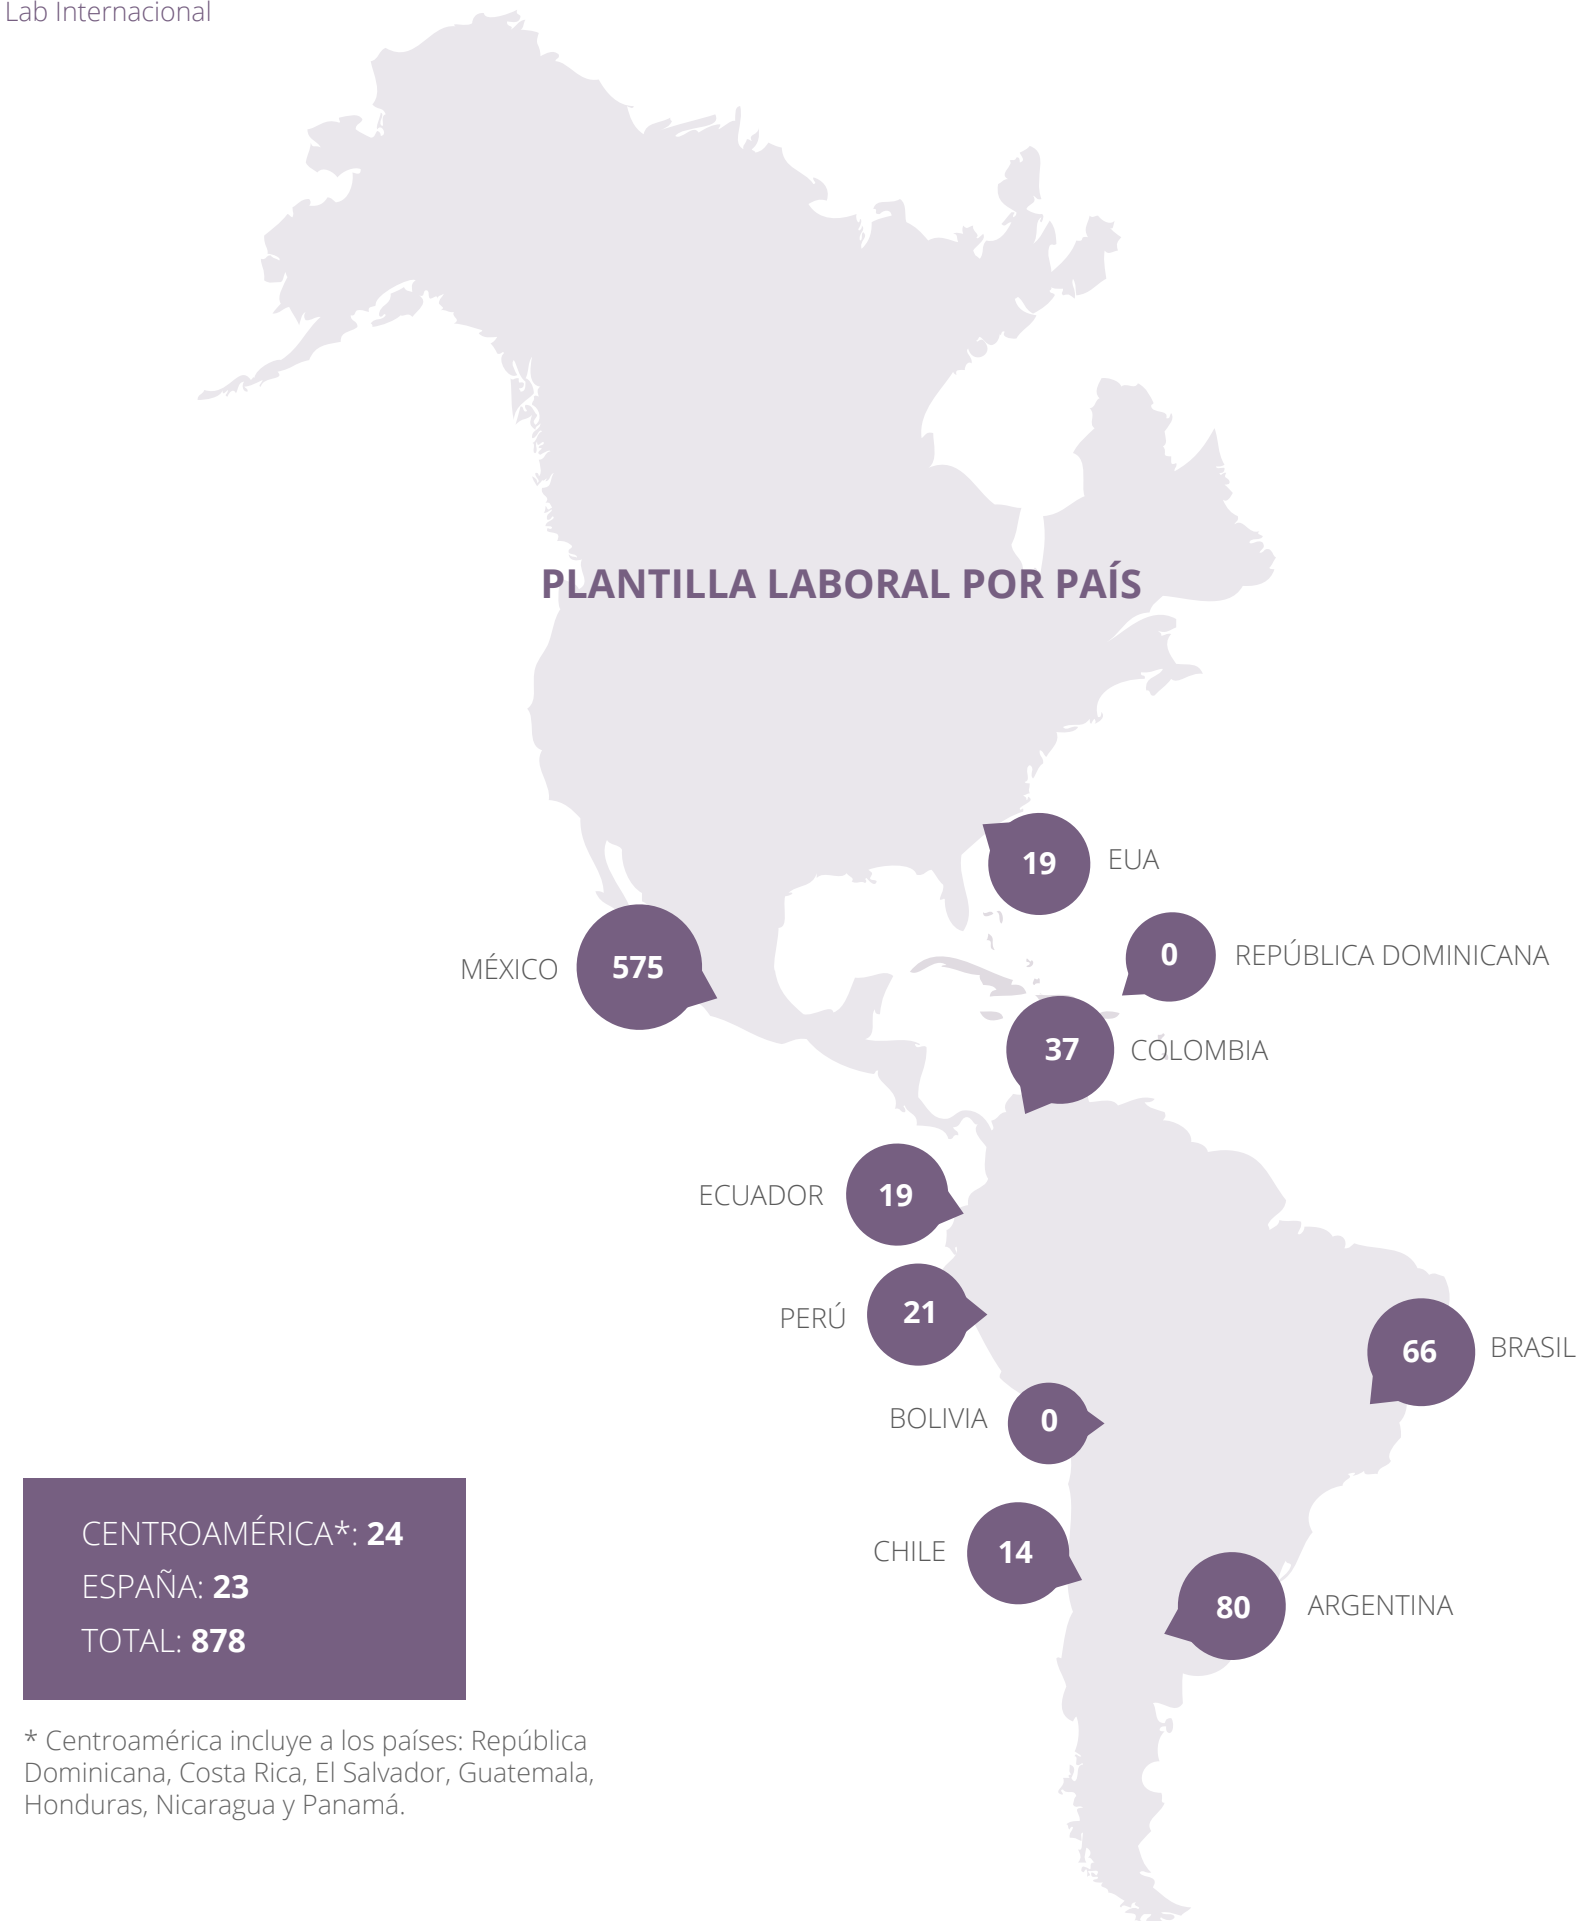 Lab Internacional
PLANTILLA LABORAL POR PAÍS
19
EUA
0
REPÚBLICA DOMINICANA
MÉXICO
575
37
COLOMBIA
ECUADOR
19
PERÚ
21
66
BRASIL
BOLIVIA
0
CHILE
14
80
ARGENTINA
CENTROAMÉRICA*: 24
ESPAÑA: 23
TOTAL: 878
* Centroamérica incluye a los países: República
Dominicana, Costa Rica, El Salvador, Guatemala,
Honduras, Nicaragua y Panamá.